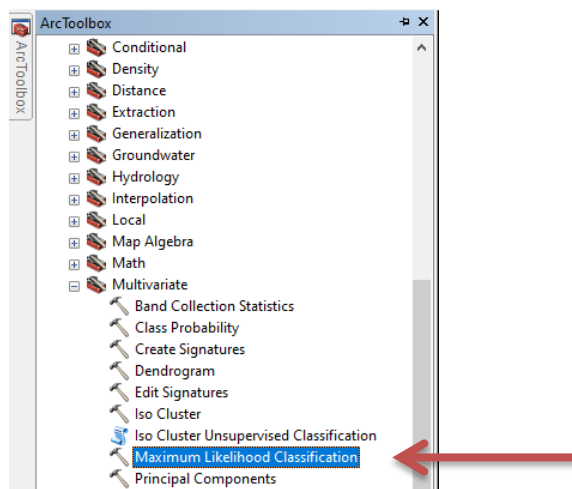 ArcToolbox
ArcToolbox
Conditional
Density
Distance
Extraction
Generalization
Groundwater
Hydrology
Interpolation
Local
Map Algebra
Math
Multivariate
Band Collection Statistics
Class Probability
Create Signatures
Dendrogram
Edit Signatures
Iso Cluster
Iso Cluster Unsupervised Classification
Maximum Likelihood Classification
Principal Components